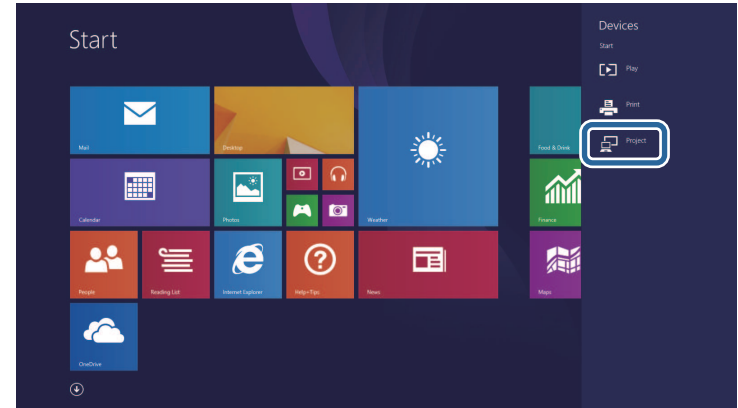 Start
Mail
Desktop
Calendar
Photos
Weather
People
Reading List
Internet Explorer
Help+Tips
News
OneDrive
Food & Drink
Finance
Maps
Devices
Start
Play
Print
Project